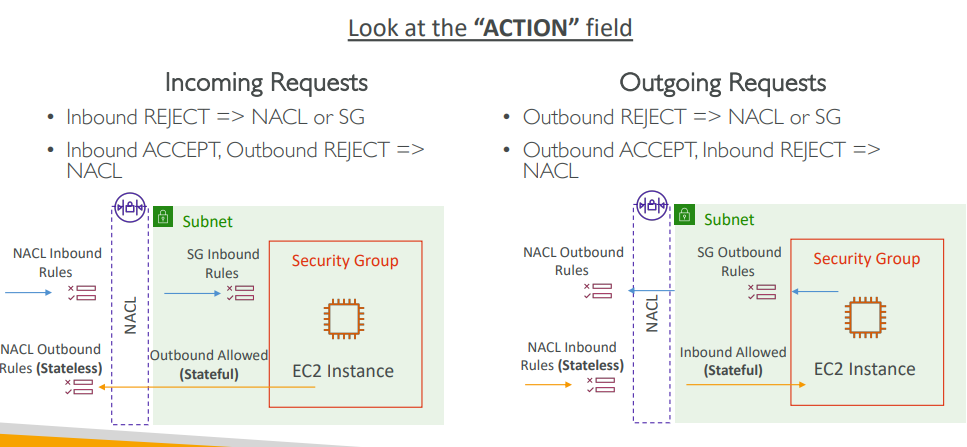 Look at the “ACTION” field
Incoming Requests
• Inbound REJECT => NACL or SG
• Inbound ACCEPT, Outbound REJECT =>
NACL
Subnet
NACL Inbound
Rules
SG Inbound
Rules
Security Group
NACL
NACL Outbound
Rules (Stateless)
Outbound Allowed
(Stateful)
EC2 Instance
Outgoing Requests
• Outbound REJECT => NACL or SG
• Outbound ACCEPT, Inbound REJECT =>
NACL
Subnet
NACL Outbound
Rules
SG Outbound
Rules
Security Group
NACL
NACL Inbound
Rules (Stateless)
Inbound Allowed
(Stateful)
EC2 Instance